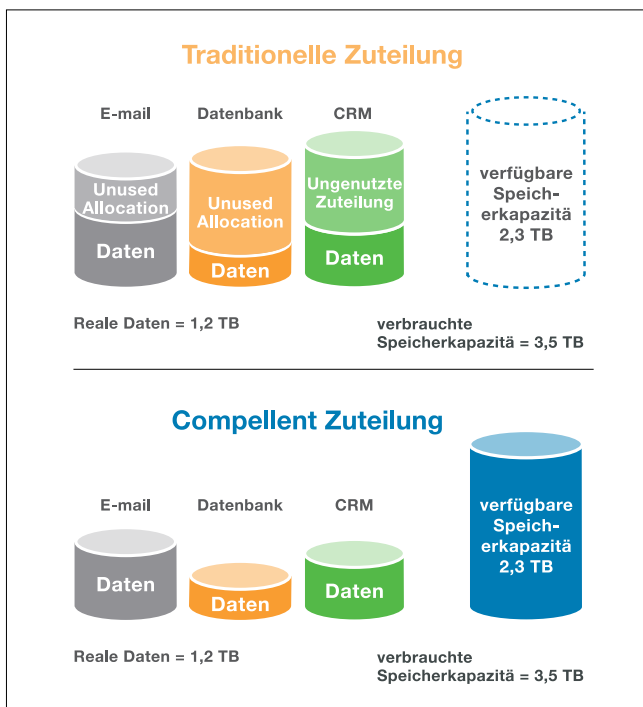 Traditionelle Zuteilung
E-mail
Datenbank
CRM
Unused
Allocation
Daten
Unused
Allocation
Daten
Ungenutzte
Zuteilung
Daten
verfügbare
Speich-
erkapazitä
2,3 TB
Reale Daten = 1,2 TB
verbrauchte
Speicherkapazitä = 3,5 TB
Compellent Zuteilung
E-mail
Datenbank
CRM
Daten
Daten
Daten
verfügbare
Speich-
erkapazitä
2,3 TB
Reale Daten = 1,2 TB
verbrauchte
Speicherkapazitä = 3,5 TB